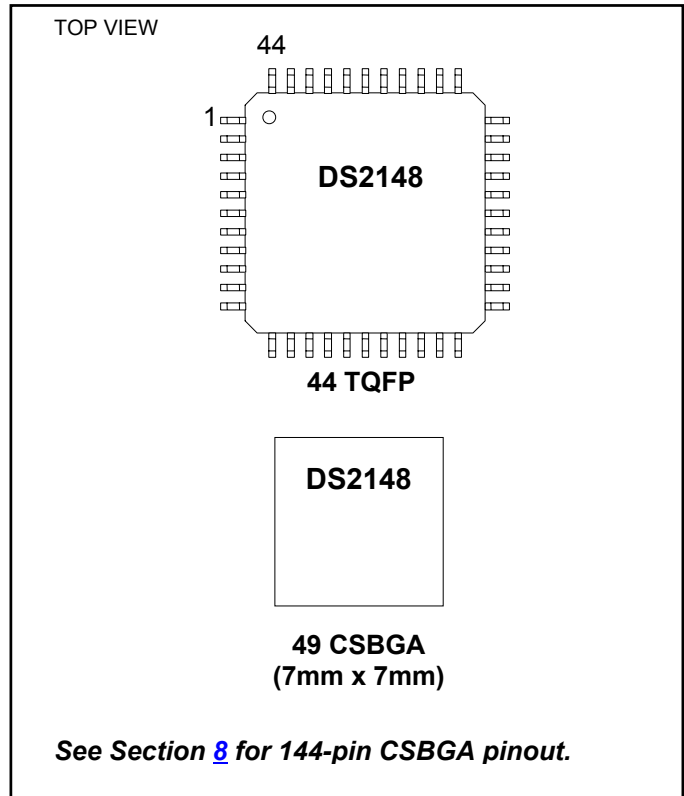 TOP VIEW
44
1
DS2148
44 TQFP
DS2148
49 CSBGA
(7mm x 7mm)
See Section 8 for 144-pin CSBGA pinout.